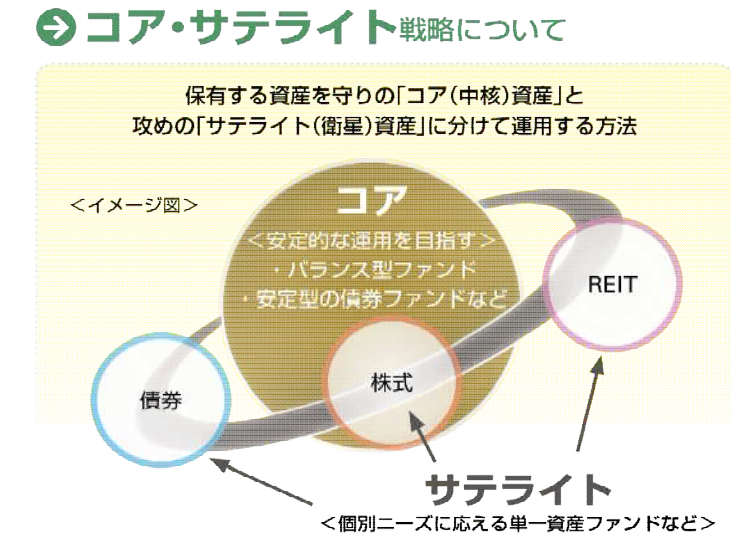 コア・サテライト戦略について
保有する資産を守りの「コア(中核)資産」と
攻めの「サテライト(衛星)資産」に分けて運用する方法
<イメージ図>
コア
<安定的な運用を目指す>
・バランス型ファンド
・安定型の債券ファンドなど
REIT
株式
債券
サテライト
<個別ニーズに応える単一資産ファンドなど>